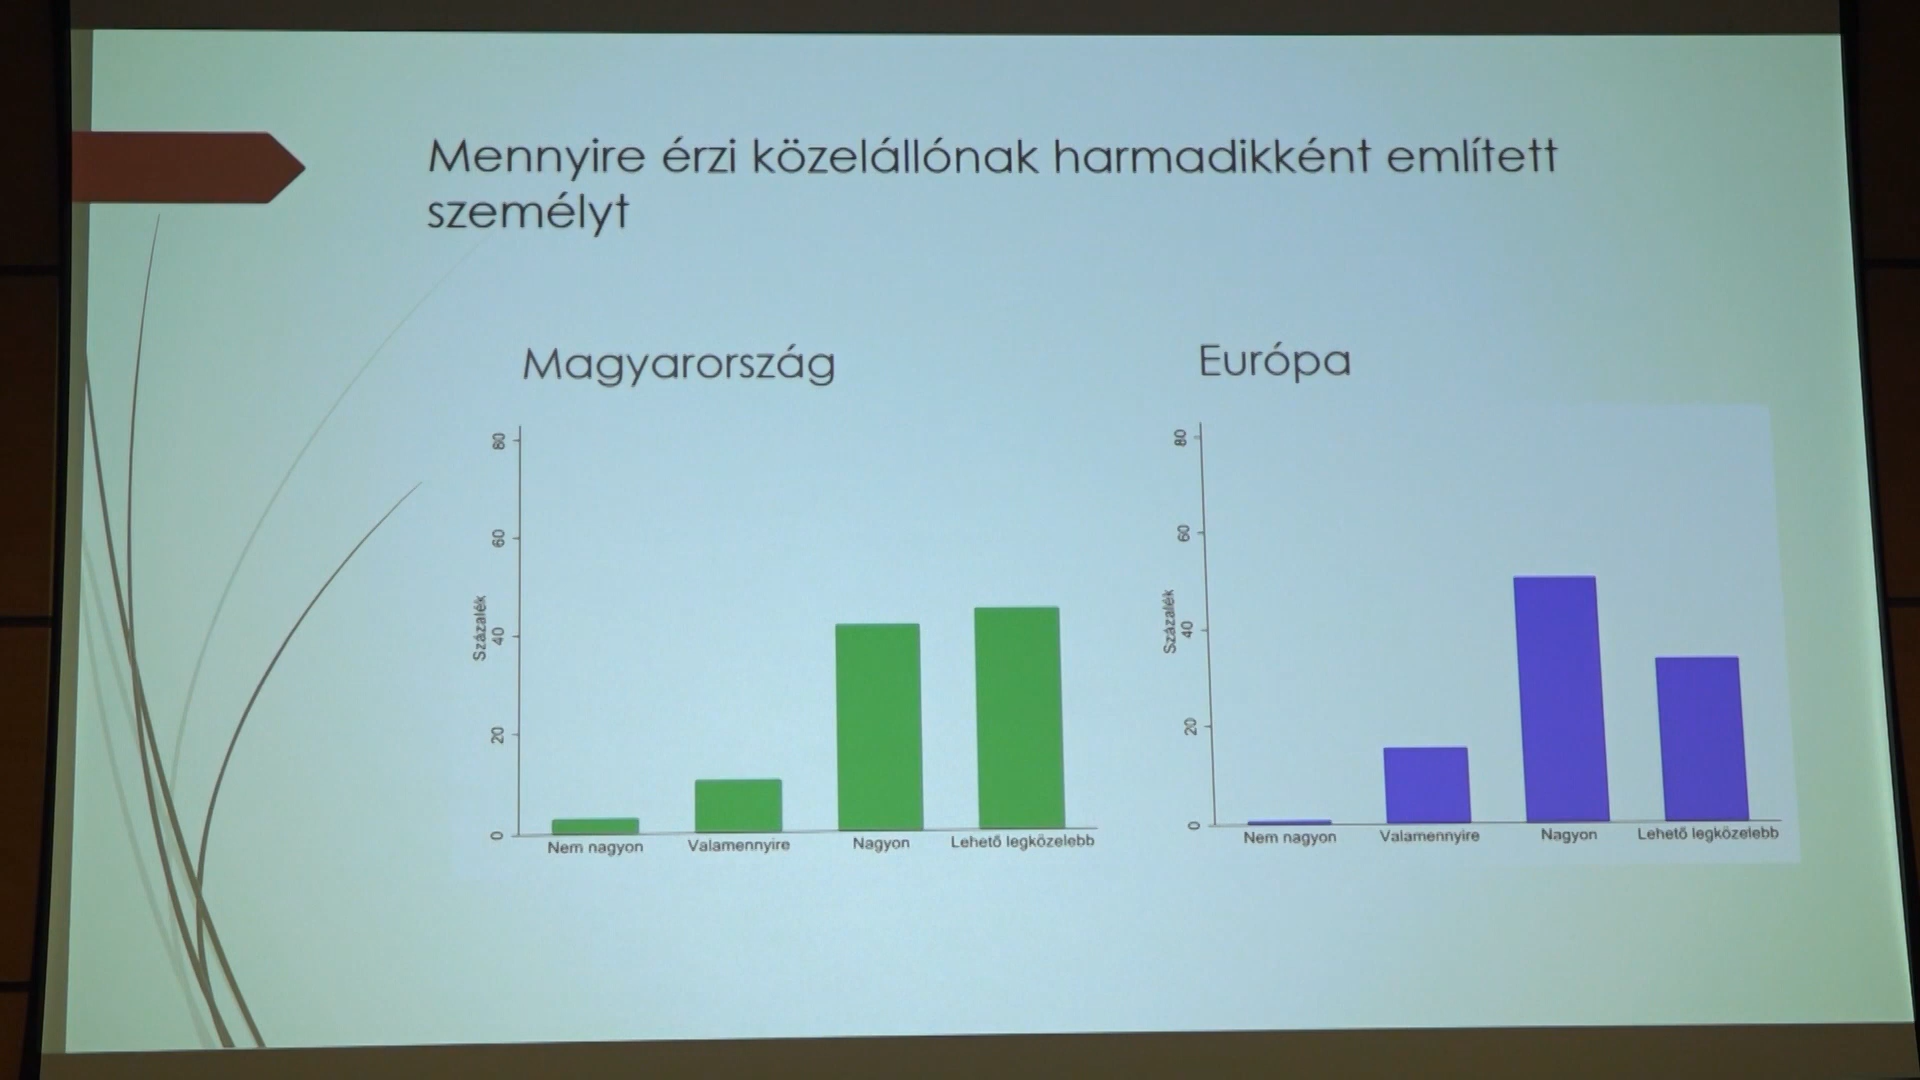 Mennyire érzi közelállónak harmadikként említett
személyt
Magyarország
Európa
80
60
40
20
0
Százalék
Nem nagyon
Valamennyire
Nagyon
Lehető legközelebb
80
60
40
20
0
Százalék
Nem nagyon
Valamennyire
Nagyon
Lehető legközelebb